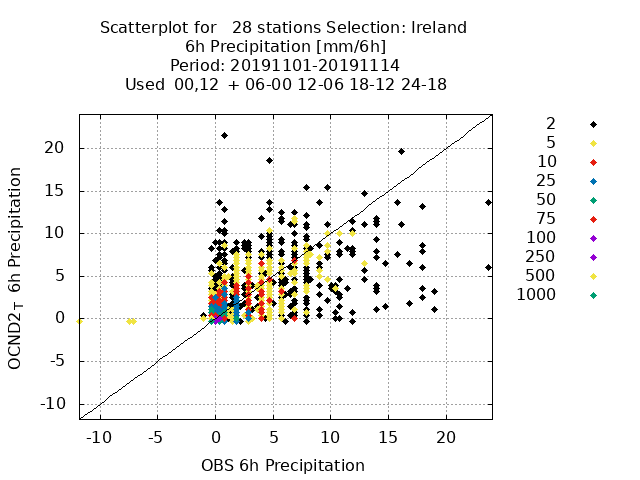 Scatterplot for   28 stations Selection: Ireland
6h Precipitation [mm/6h]
Period: 20191101-20191114
Used  00,12  + 06-00 12-06 18-12 24-18
2
5
10
25
50
75
100
250
500
1000
20
15
10
5
0
-5
-10
OCND2T  6h Precipitation
-10 -5 0 5 10 15 20
OBS 6h Precipitation